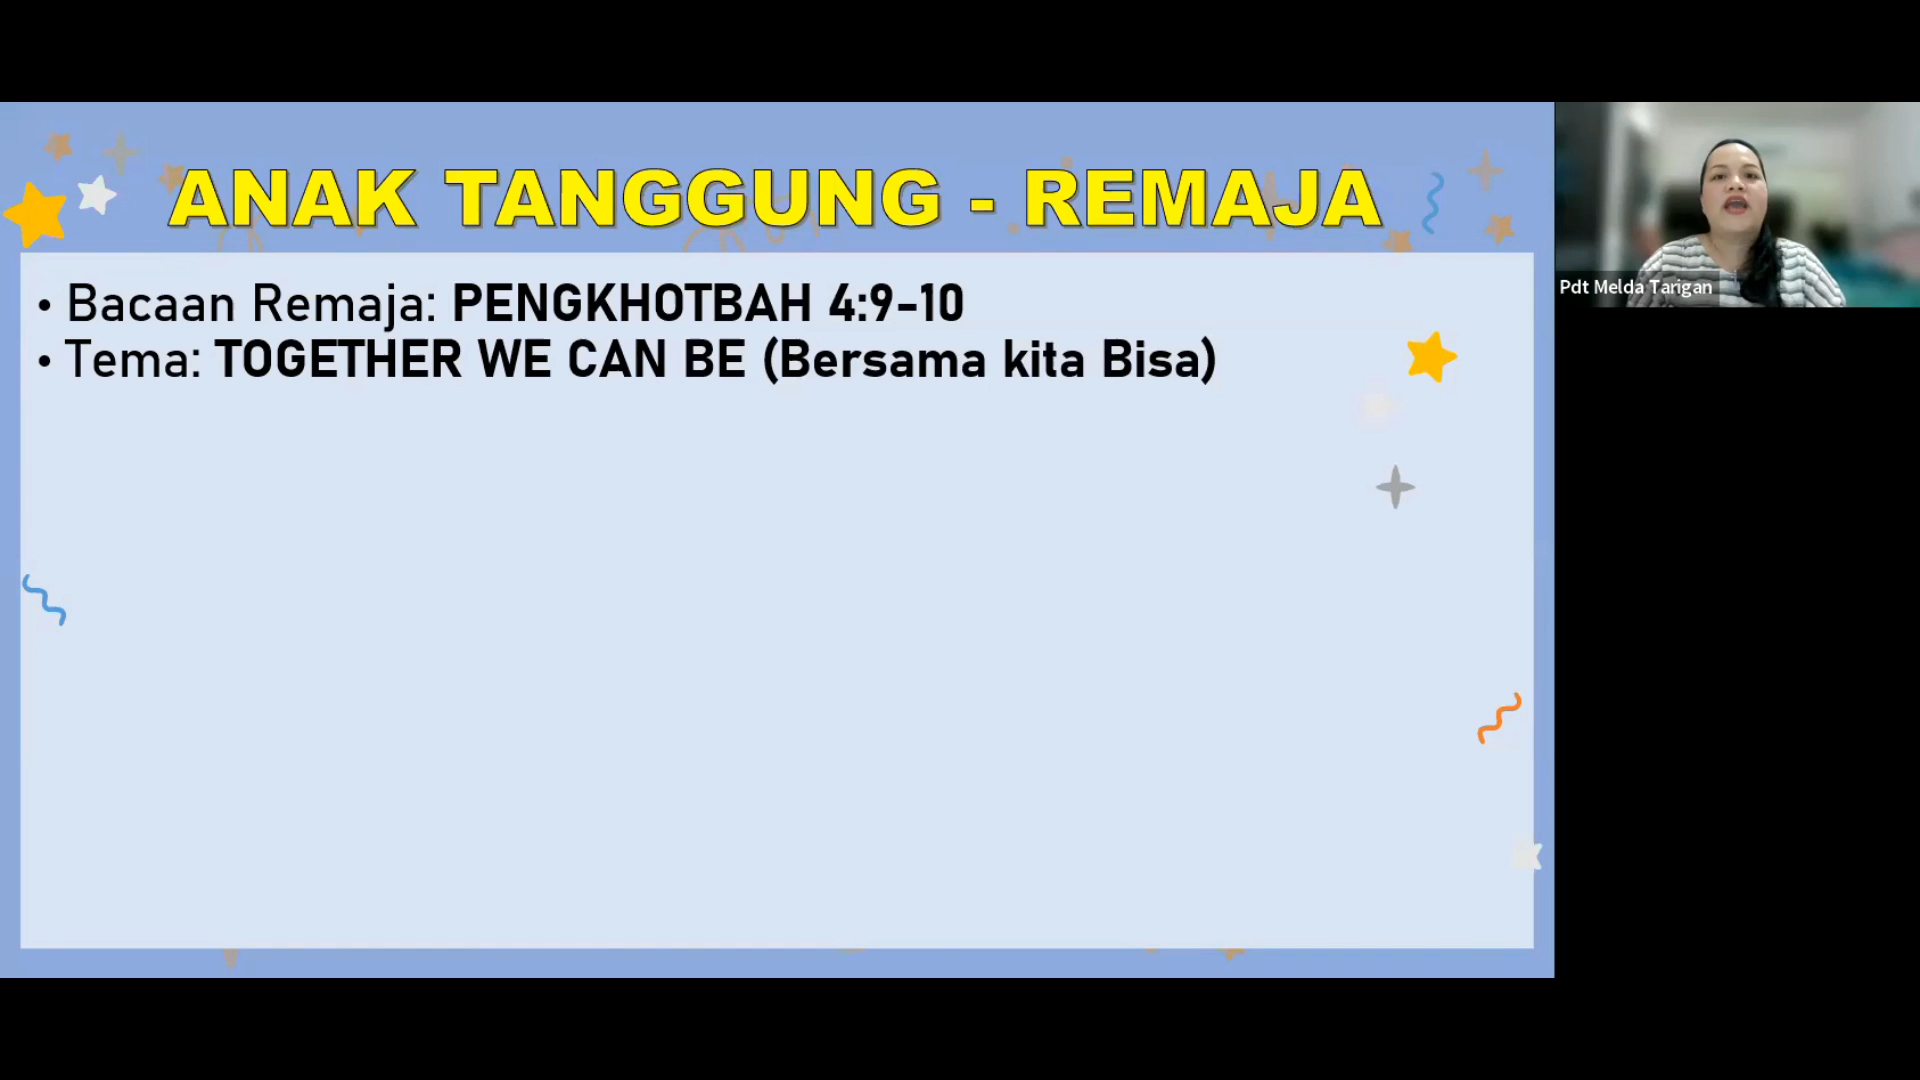 ANAK TANGGUNG - REMAJA
• Bacaan Remaja: PENGKHOTBAH 4:9-10
• Tema: TOGETHER WE CAN BE (Bersama kita Bisa)
Pdt Melda Tarigan